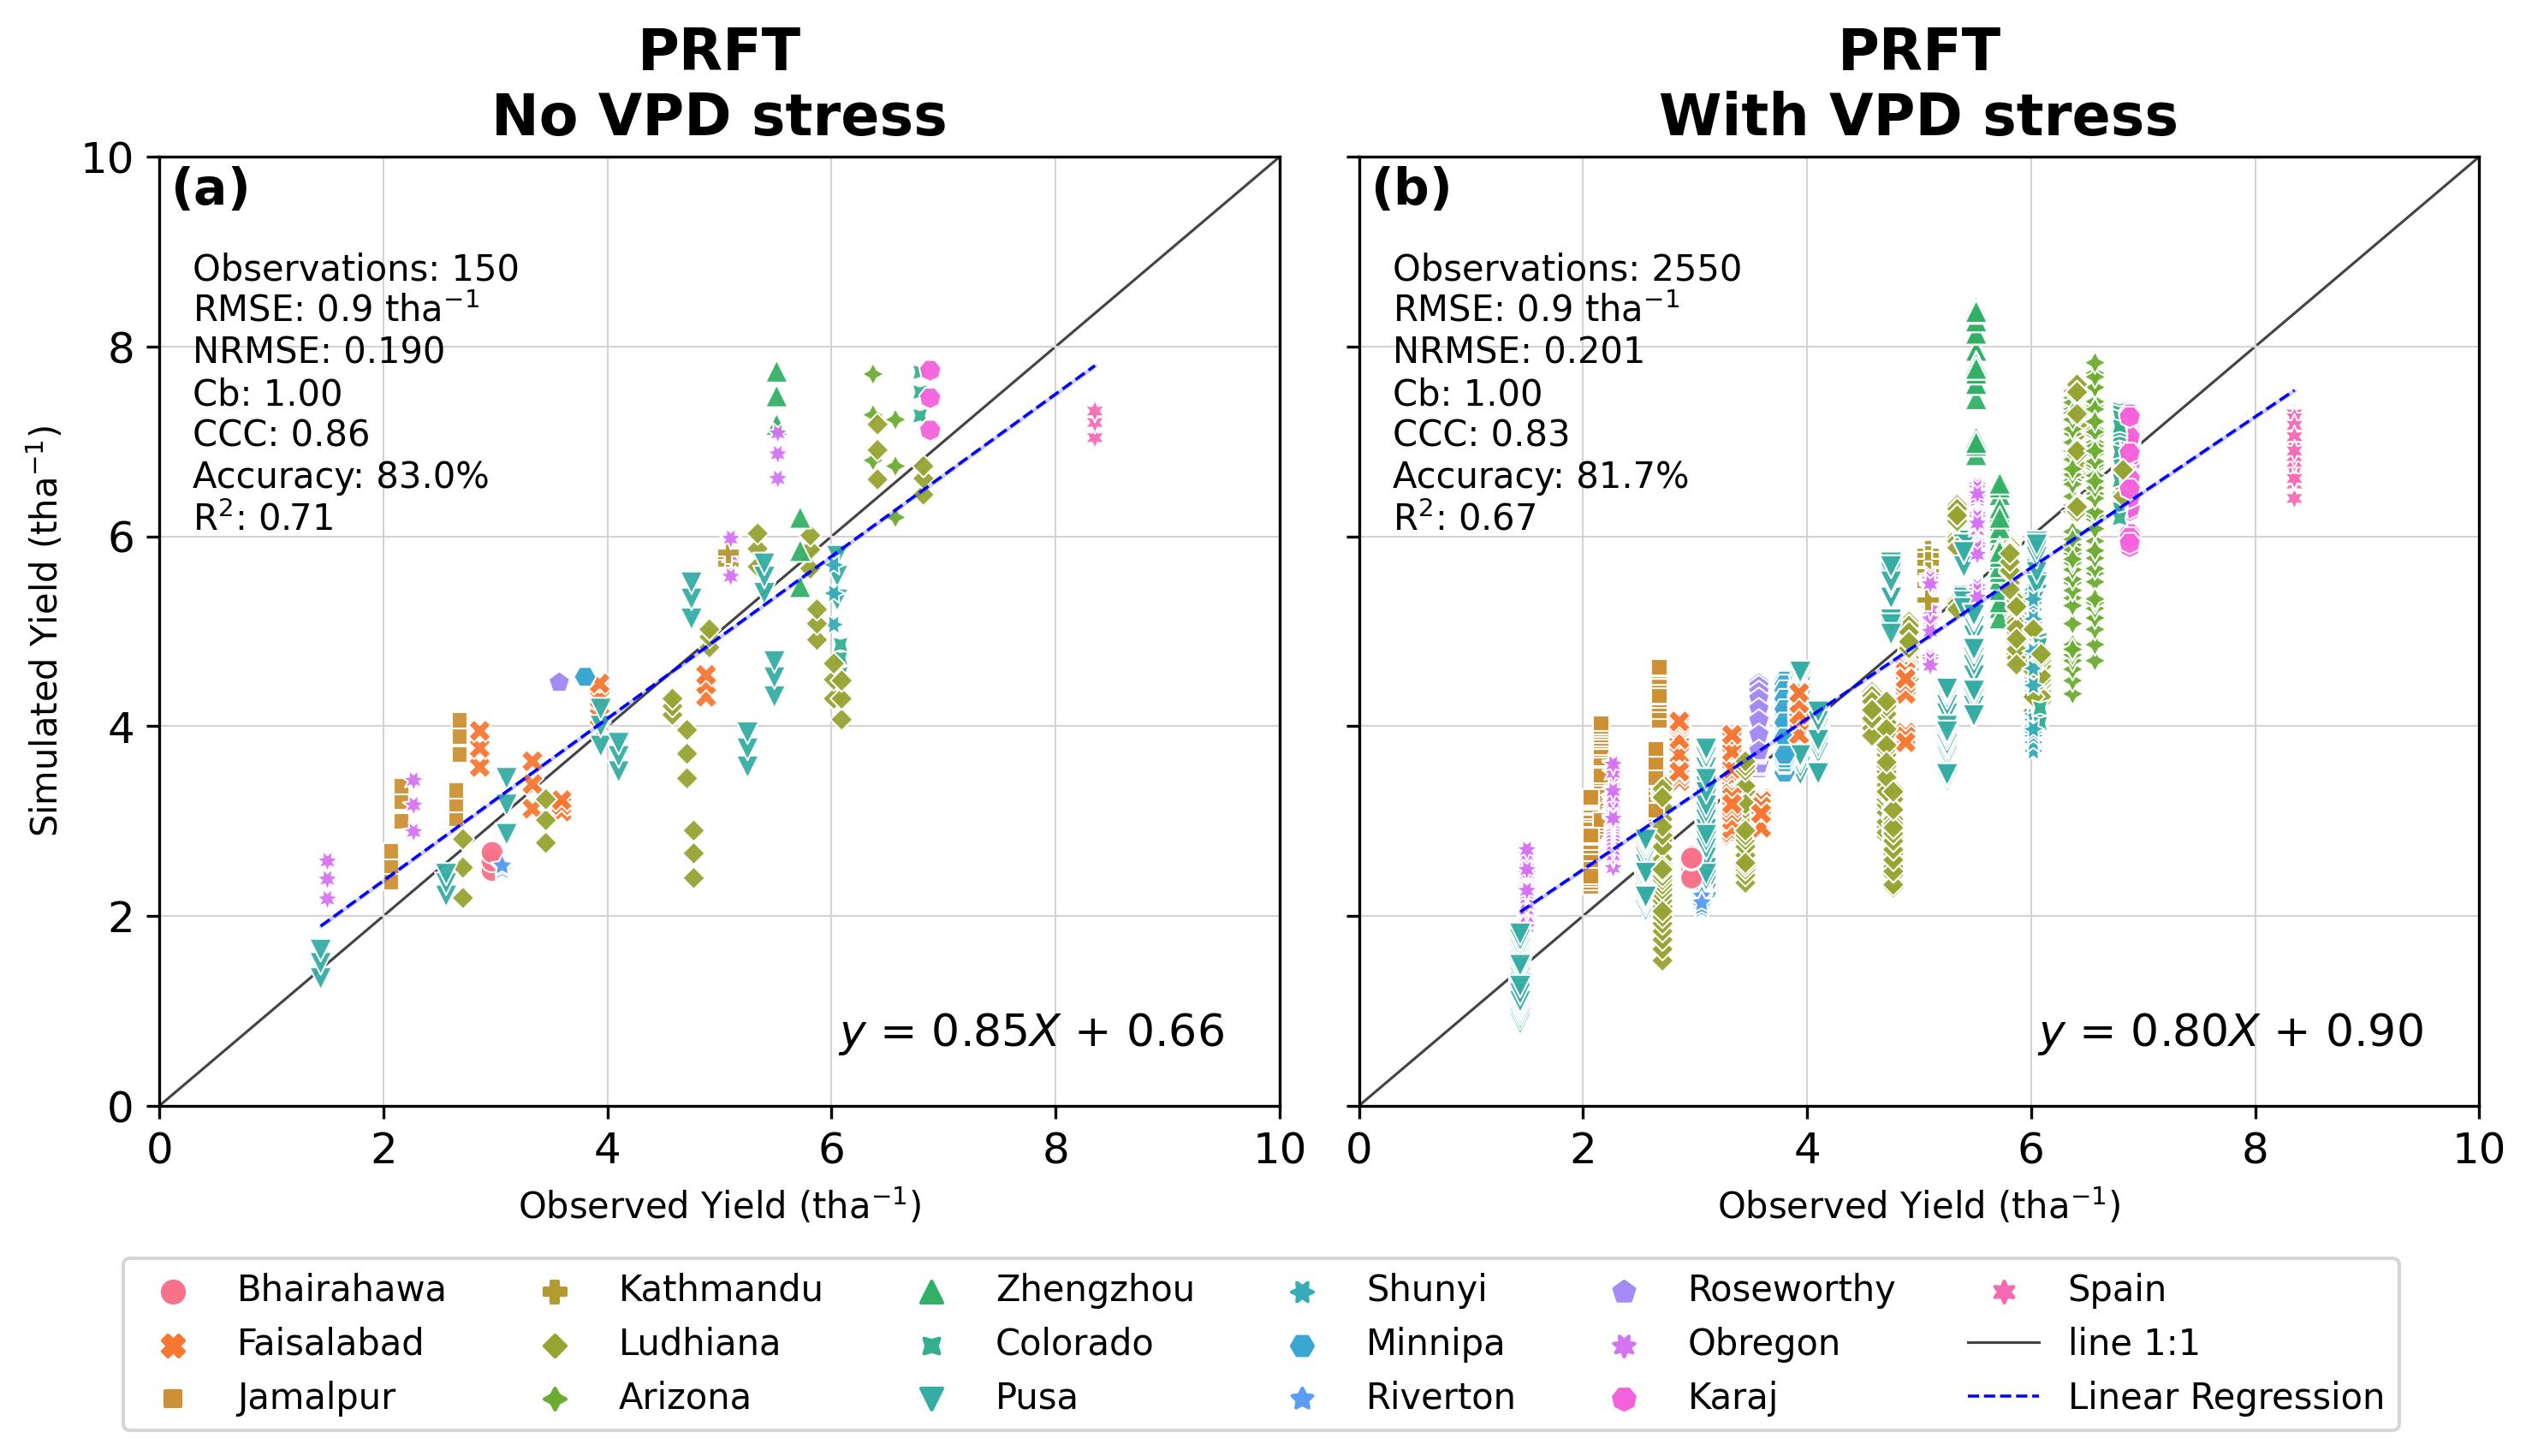 PRFT
No VPD stress
PRFT
With VPD stress
(a)
Observations: 150
RMSE: 0.9 tha⁻¹
NRMSE: 0.190
Cb: 1.00
CCC: 0.86
Accuracy: 83.0%
R²: 0.71
y = 0.85X + 0.66
10
8
6
4
2
0
0 2 4 6 8 10
Simulated Yield (tha⁻¹)
Observed Yield (tha⁻¹)
(b)
Observations: 2550
RMSE: 0.9 tha⁻¹
NRMSE: 0.201
Cb: 1.00
CCC: 0.83
Accuracy: 81.7%
R²: 0.67
y = 0.80X + 0.90
0 2 4 6 8 10
Observed Yield (tha⁻¹)
Bhairahawa Kathmandu Zhengzhou Shunyi Roseworthy Spain
Faisalabad Ludhiana Colorado Minnipa Obregon line 1:1
Jamalpur Arizona Pusa Riverton Karaj Linear Regression